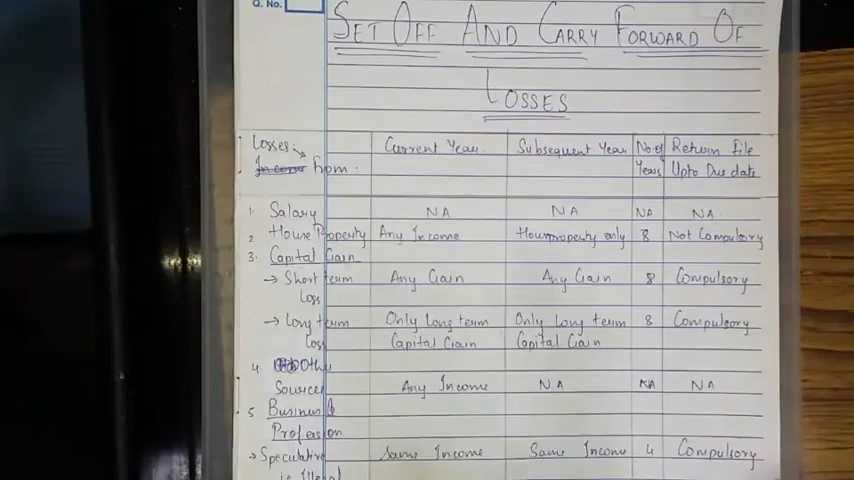 Q. No.
SET OFF AND CARRY FORWARD OF
LOSSES
Losses → from Current Year Subsequent Year No of Years Return File Upto Due date
1. Salary NA NA NA NA
2. House Property Any Income House property only 8 Not Compulsory
3. Capital Gain
→ Short term Any Gain Any Gain 8 Compulsory
Loss
→ Long term Only Long term Only Long term 8 Compulsory
Loss Capital Gain Capital Gain
4. Other
Sources Any Income NA NA NA
5 Business &
Profession
→ Speculative Same Income Same Income 4 Compulsory
ie Illegal